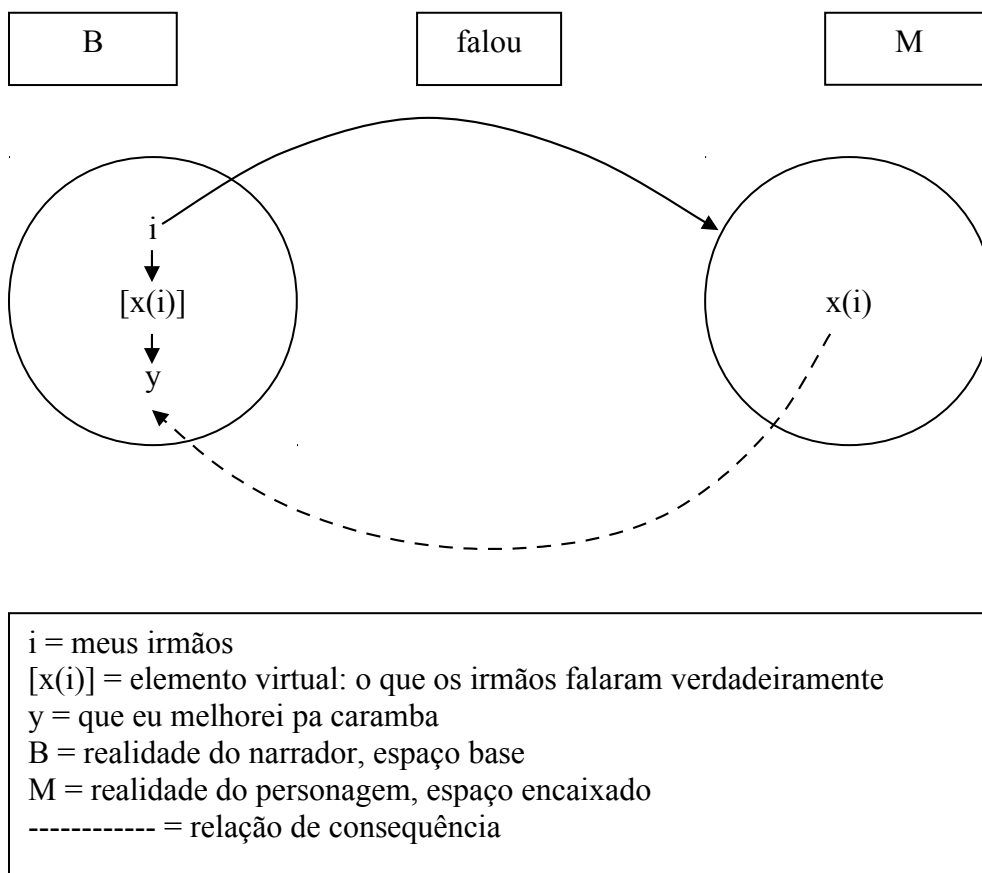 B
falou
M
i
[x(i)]
x(i)
y
i = meus irmãos
[x(i)] = elemento virtual: o que os irmãos falaram verdadeiramente
y = que eu melhorei pa caramba
B = realidade do narrador, espaço base
M = realidade do personagem, espaço encaixado
------------ = relação de consequência